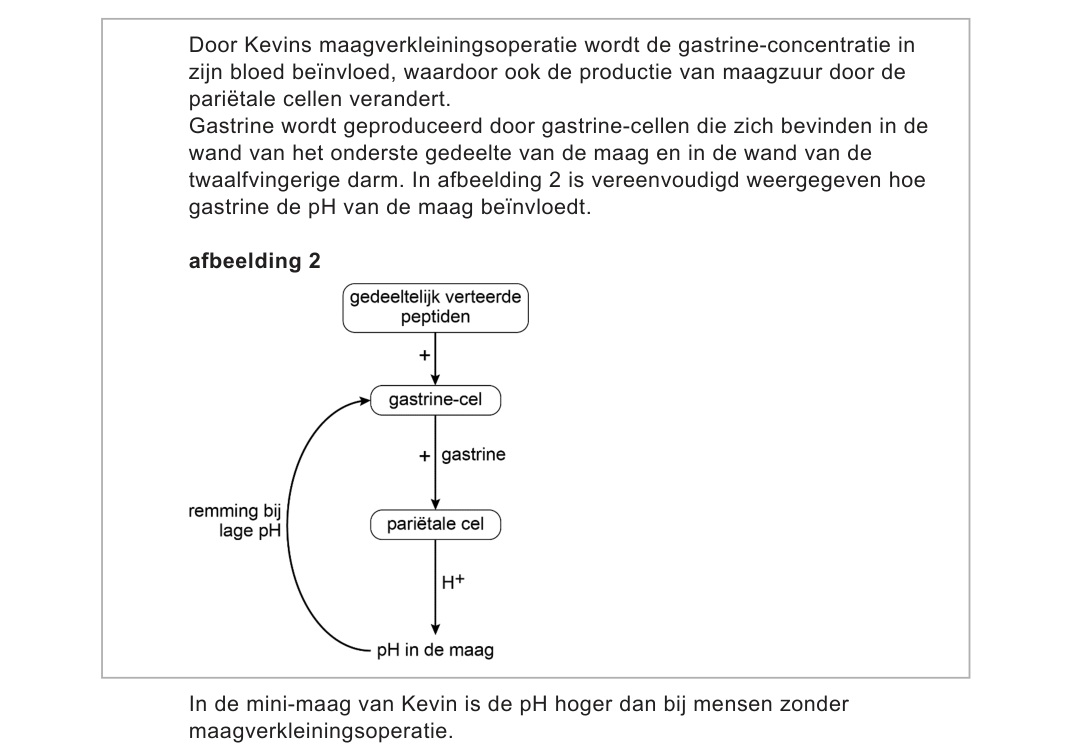 Door Kevins maagverkleiningsoperatie wordt de gastrine-concentratie in
zijn bloed beïnvloed, waardoor ook de productie van maagzuur door de
pariëtale cellen verandert.
Gastrine wordt geproduceerd door gastrine-cellen die zich bevinden in de
wand van het onderste gedeelte van de maag en in de wand van de
twaalfvingerige darm. In afbeelding 2 is vereenvoudigd weergegeven hoe
gastrine de pH van de maag beïnvloedt.
afbeelding 2
gedeeltelijk verteerde
peptiden
+
gastrine-cel
+ gastrine
remming bij
lage pH
pariëtale cel
H+
pH in de maag
In de mini-maag van Kevin is de pH hoger dan bij mensen zonder
maagverkleiningsoperatie.